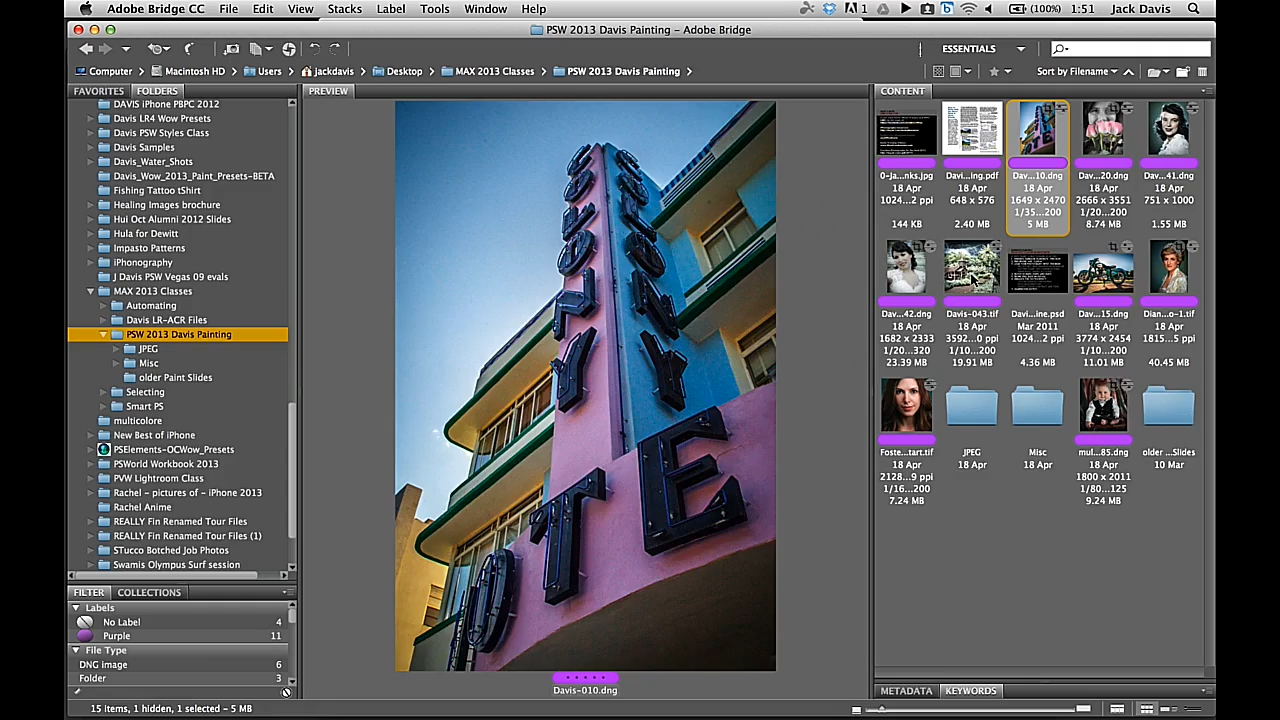 Adobe Bridge CC File Edit View Stacks Label Tools Window Help 1 (100%) 1:51 Jack Davis
PSW 2013 Davis Painting – Adobe Bridge
ESSENTIALS
Computer Macintosh HD Users jackdavis Desktop MAX 2013 Classes PSW 2013 Davis Painting Sort by Filename
FAVORITES FOLDERS PREVIEW CONTENT
DAVIS iPhone PBPC 2012
Davis LR4 Wow Presets
Davis PSW Styles Class
Davis Samples
Davis_Water_Shots
Davis_Wow_2013_Paint_Presets-BETA
Fishing Tattoo tShirt
Healing Images brochure
Hui Oct Alumni 2012 Slides
Hula for Dewitt
Impasto Patterns
iPhonography
J Davis PSW Vegas 09 evals
MAX 2013 Classes
Automating
Davis LR-ACR Files
PSW 2013 Davis Painting
JPEG
Misc
older Paint Slides
Selecting
Smart PS
multicolore
New Best of iPhone
PSElements-OCWow_Presets
PSWorld Workbook 2013
PVW Lightroom Class
Rachel – pictures of – iPhone 2013
Rachel Anime
REALLY Fin Renamed Tour Files
REALLY Fin Renamed Tour Files (1)
STucco Botched Job Photos
Swamis Olympus Surf session
FILTER COLLECTIONS
Labels
No Label 4
Purple 11
File Type
DNG image 6
Folder 3
15 items, 1 hidden, 1 selected – 5 MB
COLONY
COLONY
HOTE
Davis-010.dng
0-Ja...nks.jpg Davi...ing.pdf Dav...10.dng Dav...20.dng Dav...41.dng
18 Apr 18 Apr 18 Apr 18 Apr 18 Apr
1024...2 ppi 648 x 576 1649 x 2470 2666 x 3551 751 x 1000
1/35...200 1/20...200
144 KB 2.40 MB 5 MB 8.74 MB 1.55 MB
Dav...42.dng Davis-043.tif Davi...ine.psd Dav...15.dng Dian...o-1.tif
18 Apr 18 Apr Mar 2011 18 Apr 18 Apr
1682 x 2333 3592...0 ppi 1024...2 ppi 3774 x 2454 1815...5 ppi
1/20...320 1/10...200 1/10...200
23.39 MB 19.91 MB 4.36 MB 11.01 MB 40.45 MB
Foste...tart.tif JPEG Misc mul...85.dng older ...Slides
18 Apr 18 Apr 18 Apr 18 Apr 10 Mar
2128...9 ppi 1800 x 2011
1/16...200 1/80...125
7.24 MB 9.24 MB
METADATA KEYWORDS